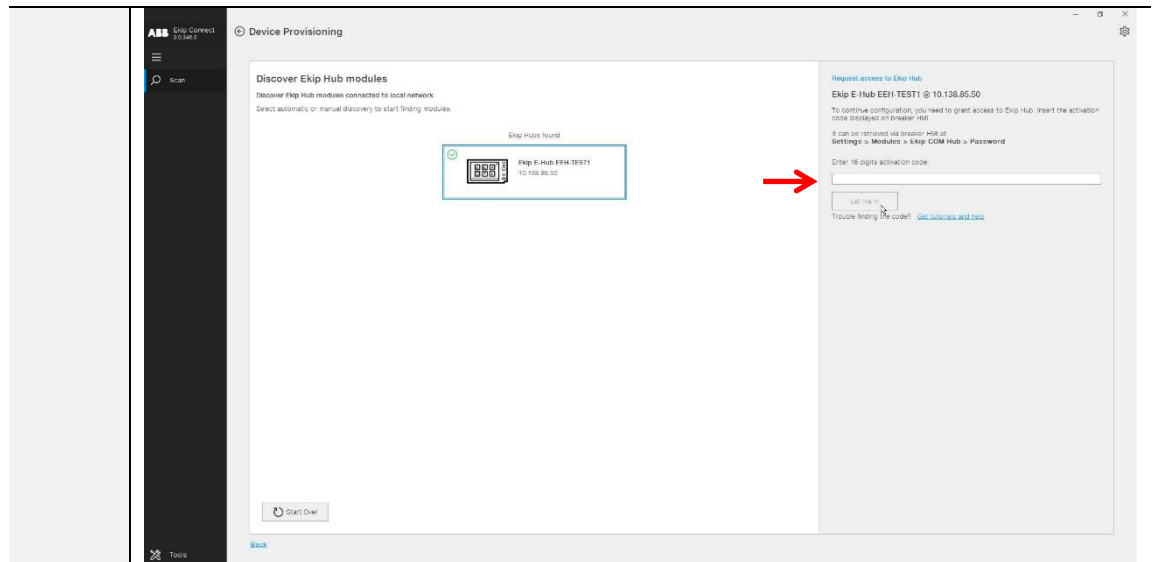 ABB Ekip Connect
3.0.346.0
Device Provisioning
Scan
Discover Ekip Hub modules
Discover Ekip Hub modules connected to local network
Select automatic or manual discovery to start finding modules.
Ekip Hubs found
Ekip E-Hub EEH-TEST1
10.138.85.50
Start Over
Back
Tools
Request access to Ekip Hub
Ekip E-Hub EEH-TEST1 @ 10.138.85.50
To continue configuration, you need to grant access to Ekip Hub. Insert the activation
code displayed on breaker HMI
It can be retrieved via breaker HMI at:
Settings > Modules > Ekip COM Hub > Password
Enter 16 digits activation code:
Let me in
Trouble finding the code? Get tutorials and help